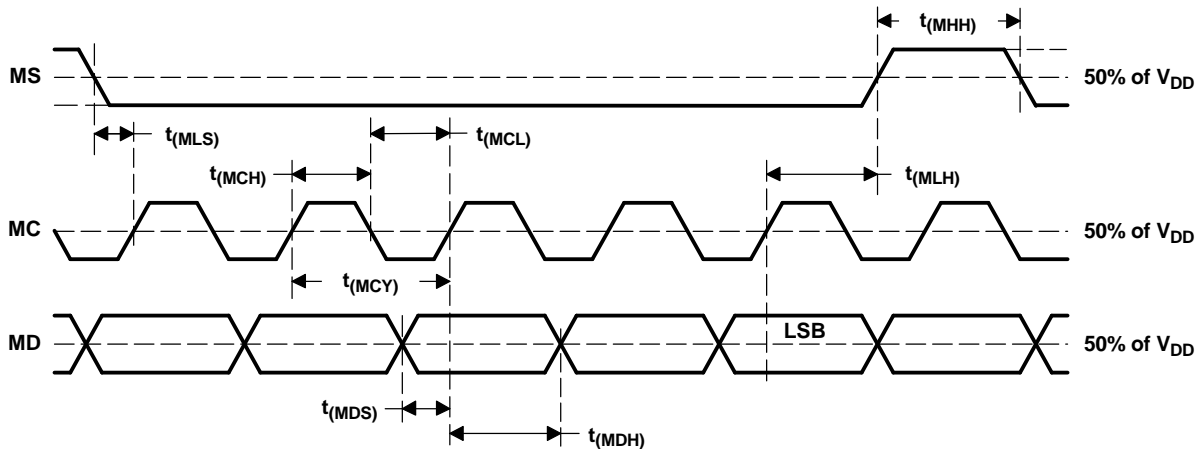 t(MHH)
MS
50% of VDD
t(MLS)
t(MCL)
t(MCH)
t(MLH)
MC
50% of VDD
t(MCY)
LSB
MD
50% of VDD
t(MDS)
t(MDH)